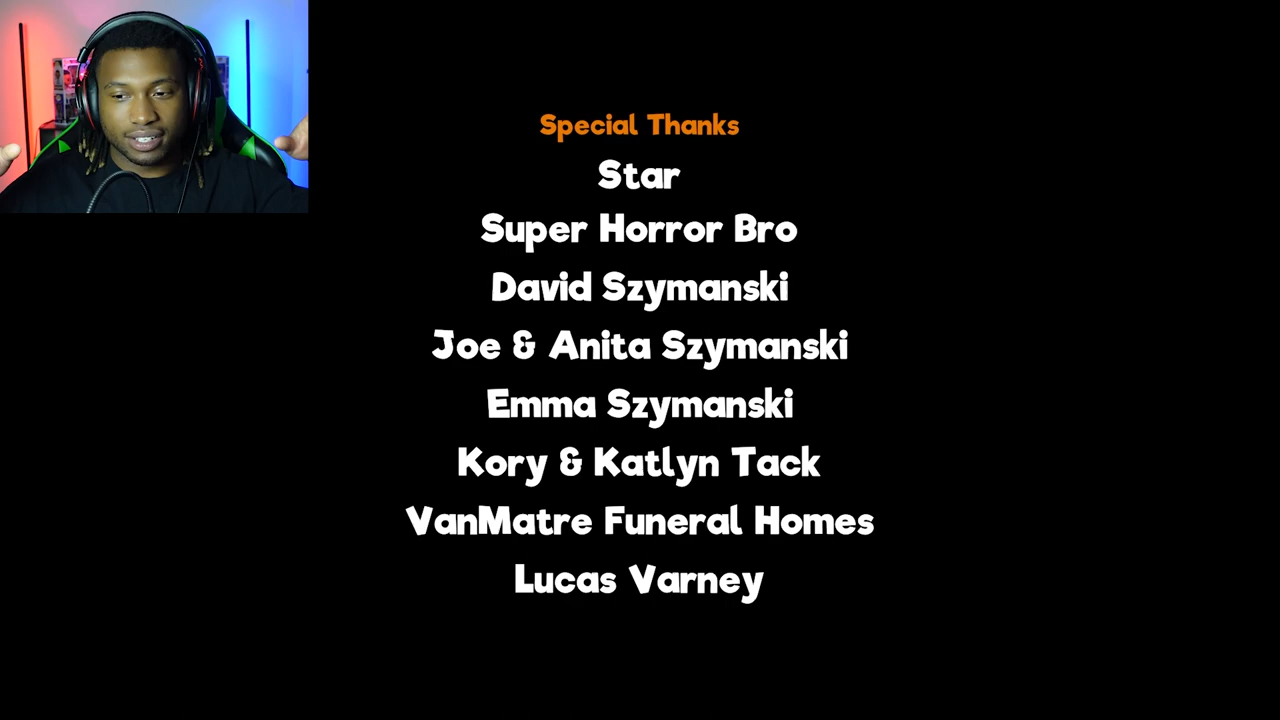 Special Thanks
Star
Super Horror Bro
David Szymanski
Joe & Anita Szymanski
Emma Szymanski
Kory & Katlyn Tack
VanMatre Funeral Homes
Lucas Varney